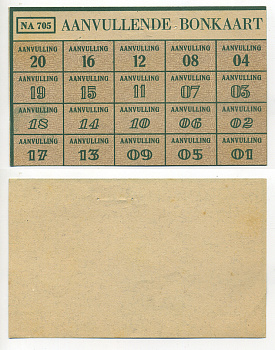 NA 705 AANVULLENDE BONKAART
AANVULLING AANVULLING AANVULLING AANVULLING AANVULLING
20 16 12 08 04
AANVULLING AANVULLING AANVULLING AANVULLING AANVULLING
19 15 11 07 03
AANVULLING AANVULLING AANVULLING AANVULLING AANVULLING
18 14 10 06 02
AANVULLING AANVULLING AANVULLING AANVULLING AANVULLING
17 13 09 05 01